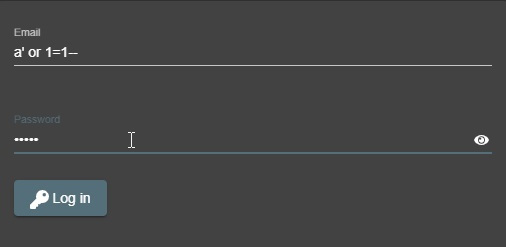 Email
a' or 1=1--
Password
•••••
Log in